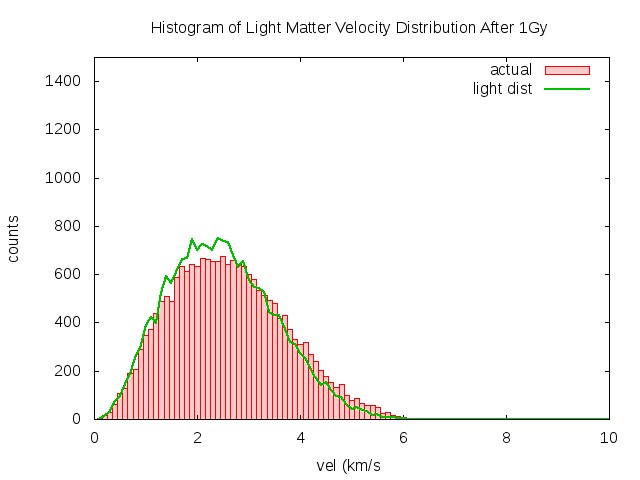 Histogram of Light Matter Velocity Distribution After 1Gy
actual
light dist
1400
1200
1000
800
600
400
200
0
counts
0 2 4 6 8 10
vel (km/s